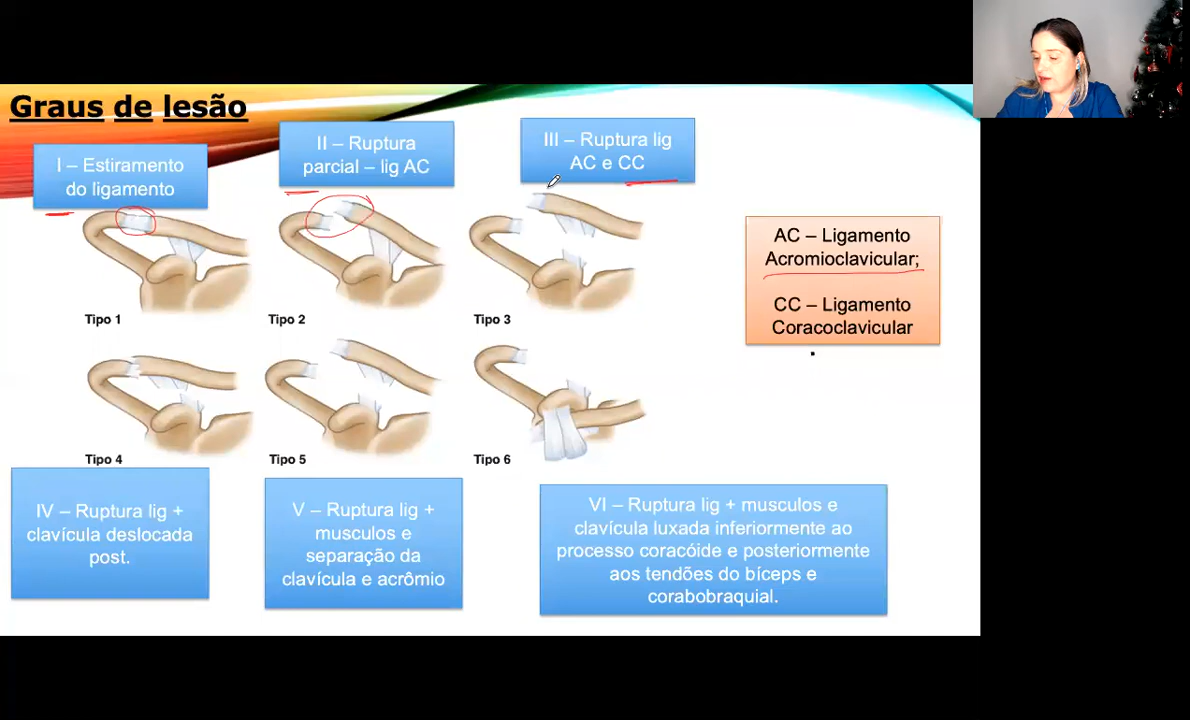 Graus de lesão
I – Estiramento
do ligamento
II – Ruptura
parcial – lig AC
III – Ruptura lig
AC e CC
AC – Ligamento
Acromioclavicular;
CC – Ligamento
Coracoclavicular
Tipo 1
Tipo 2
Tipo 3
Tipo 4
Tipo 5
Tipo 6
IV – Ruptura lig +
clavícula deslocada
post.
V – Ruptura lig +
musculos e
separação da
clavícula e acrômio
VI – Ruptura lig + musculos e
clavícula luxada inferiormente ao
processo coracóide e posteriormente
aos tendões do bíceps e
corabobraquial.